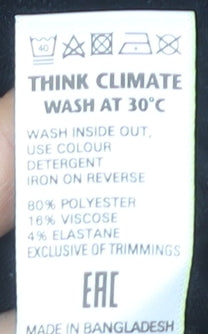 40
THINK CLIMATE
WASH AT 30°C
WASH INSIDE OUT,
USE COLOUR
DETERGENT
IRON ON REVERSE
80% POLYESTER
16% VISCOSE
4% ELASTANE
EXCLUSIVE OF TRIMMINGS
EAC
MADE IN BANGLADESH